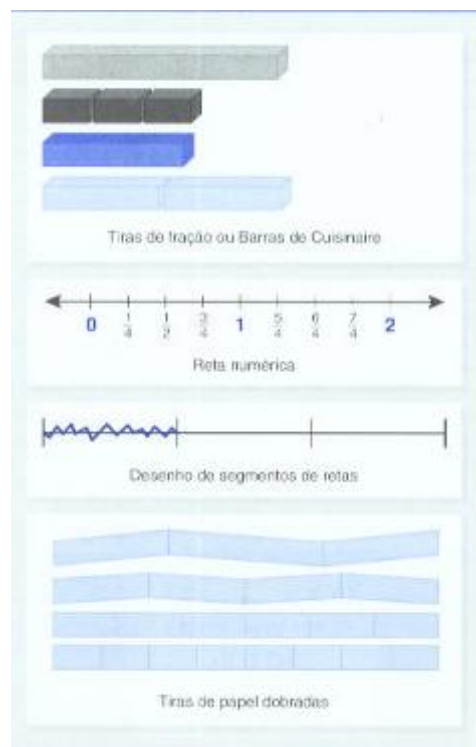 Tiras de fração ou Barras de Cuisinaire
0 1/4 1/2 3/4 1 5/4 6/4 7/4 2
Reta numérica
Desenho de segmentos de retas
Tiras de papel dobradas